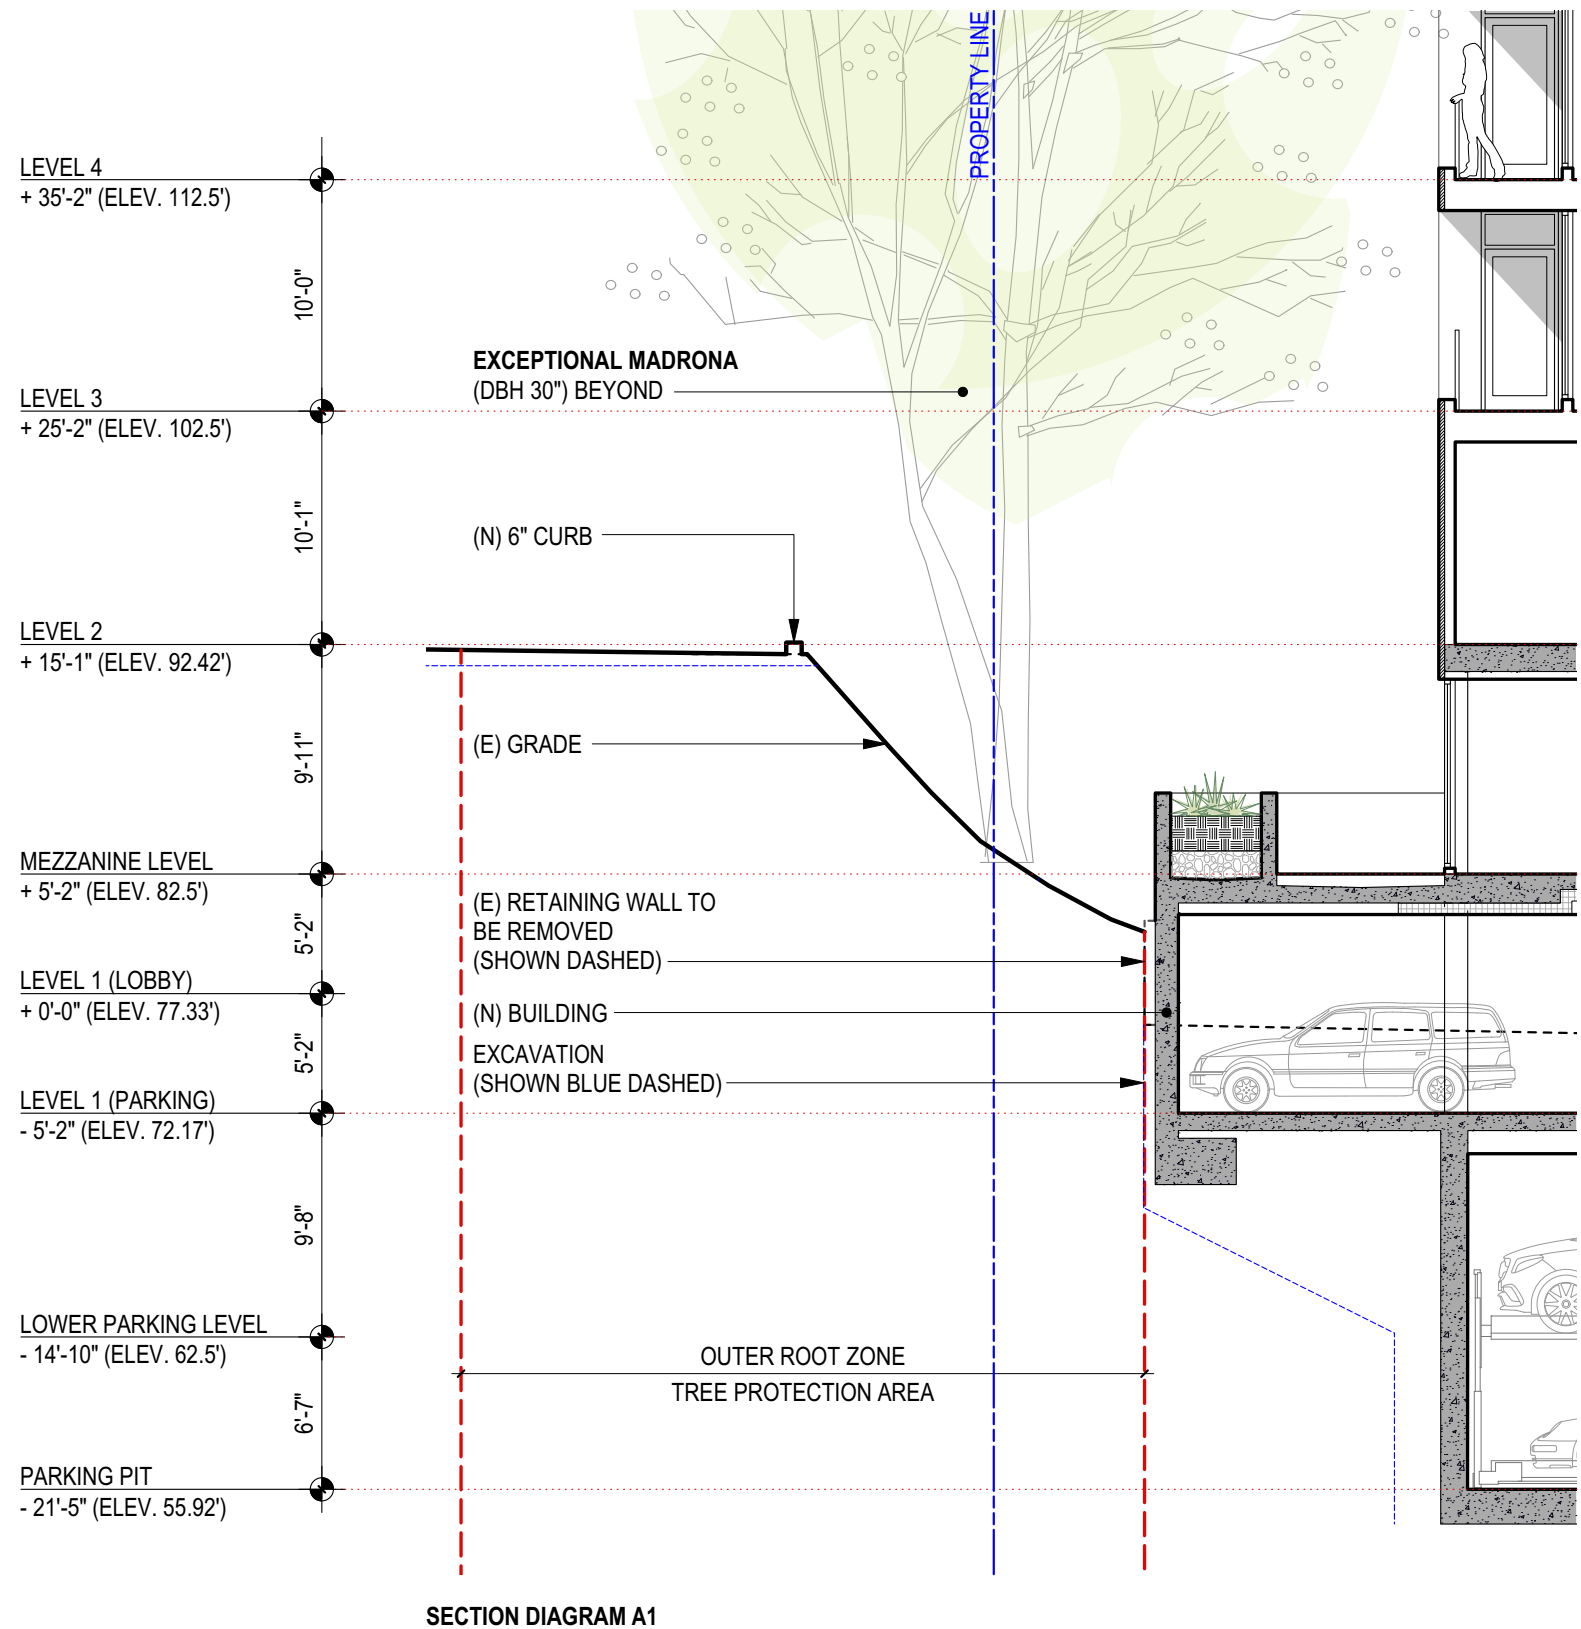 PROPERTY LINE
LEVEL 4
+ 35'-2" (ELEV. 112.5')
10'-0"
EXCEPTIONAL MADRONA
(DBH 30") BEYOND
LEVEL 3
+ 25'-2" (ELEV. 102.5')
10'-1"
(N) 6" CURB
LEVEL 2
+ 15'-1" (ELEV. 92.42')
9'-11"
(E) GRADE
MEZZANINE LEVEL
+ 5'-2" (ELEV. 82.5')
5'-2"
(E) RETAINING WALL TO
BE REMOVED
(SHOWN DASHED)
LEVEL 1 (LOBBY)
+ 0'-0" (ELEV. 77.33')
(N) BUILDING
5'-2"
EXCAVATION
(SHOWN BLUE DASHED)
LEVEL 1 (PARKING)
- 5'-2" (ELEV. 72.17')
9'-8"
LOWER PARKING LEVEL
- 14'-10" (ELEV. 62.5')
OUTER ROOT ZONE
TREE PROTECTION AREA
6'-7"
PARKING PIT
- 21'-5" (ELEV. 55.92')
SECTION DIAGRAM A1